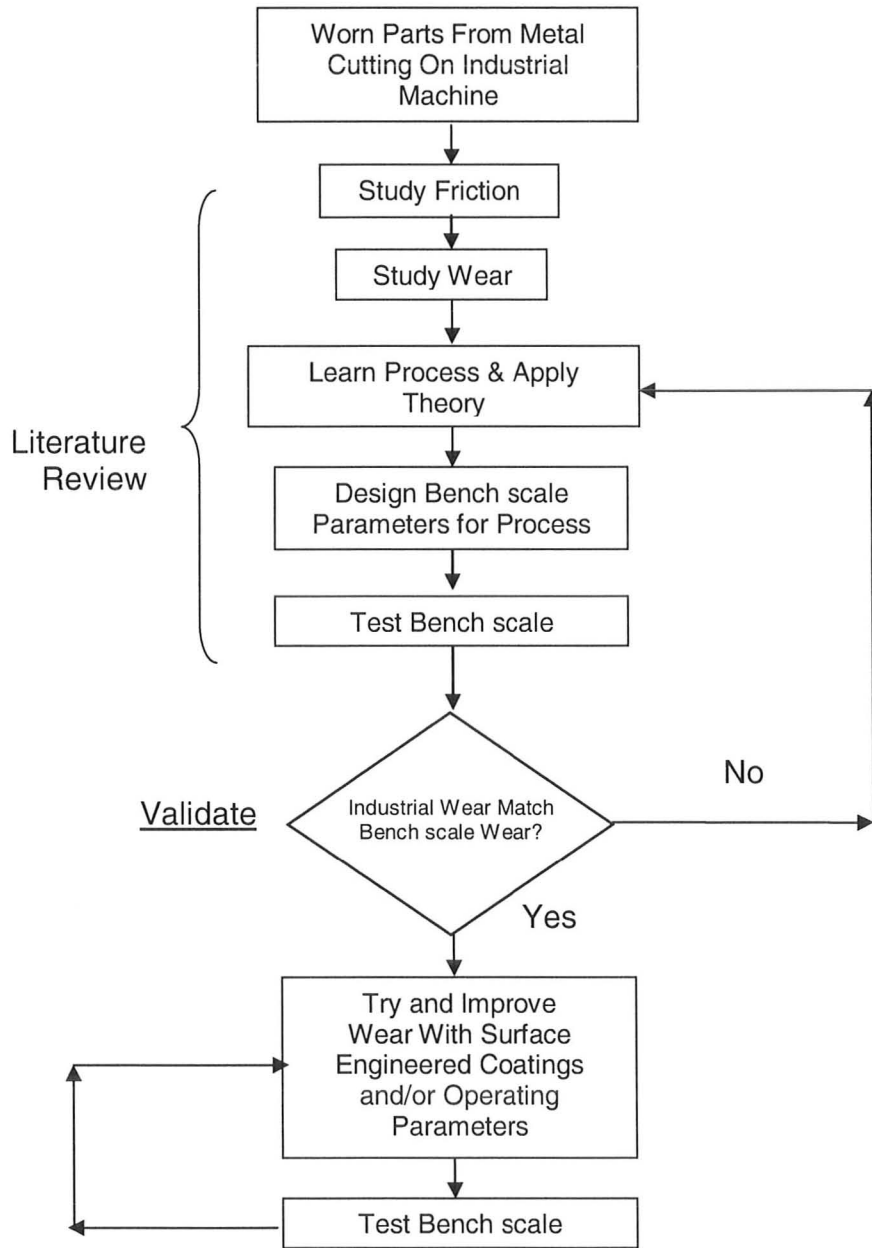 Worn Parts From Metal
Cutting On Industrial
Machine
Study Friction
Study Wear
Learn Process & Apply
Theory
Literature
Review
Design Bench scale
Parameters for Process
Test Bench scale
No
Validate
Industrial Wear Match
Bench scale Wear?
Yes
Try and Improve
Wear With Surface
Engineered Coatings
and/or Operating
Parameters
Test Bench scale